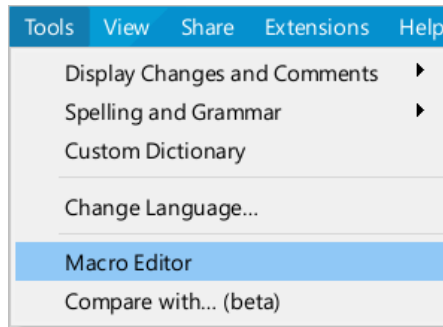 Tools View Share Extensions Help
Display Changes and Comments
Spelling and Grammar
Custom Dictionary
Change Language...
Macro Editor
Compare with... (beta)